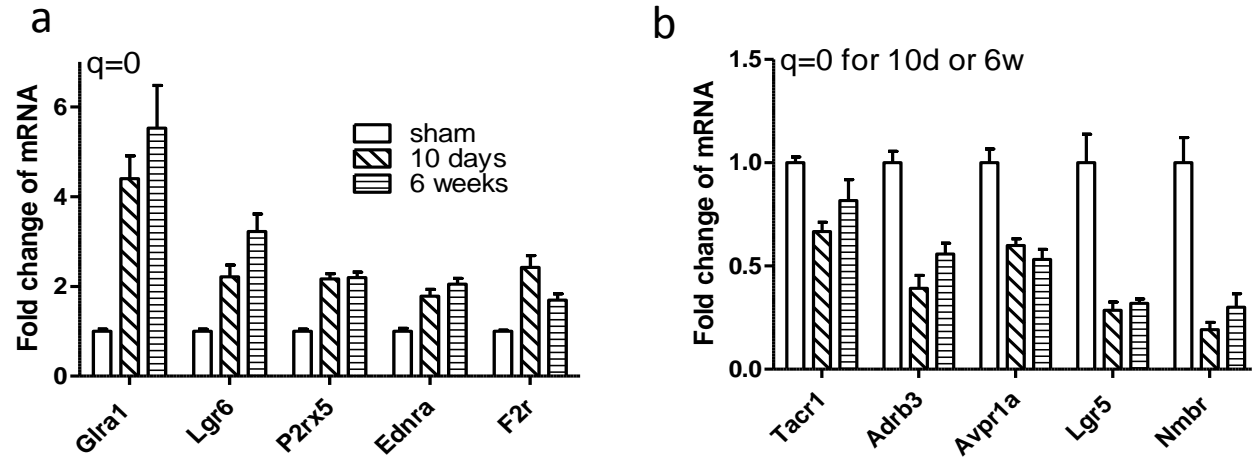 a
q=0
Fold change of mRNA
6
4
2
0
sham
10 days
6 weeks
Glra1
Lgr6
P2rx5
Ednra
F2r
b
q=0 for 10d or 6w
Fold change of mRNA
1.5
1.0
0.5
0.0
Tacr1
Adrb3
Avpr1a
Lgr5
Nmbr